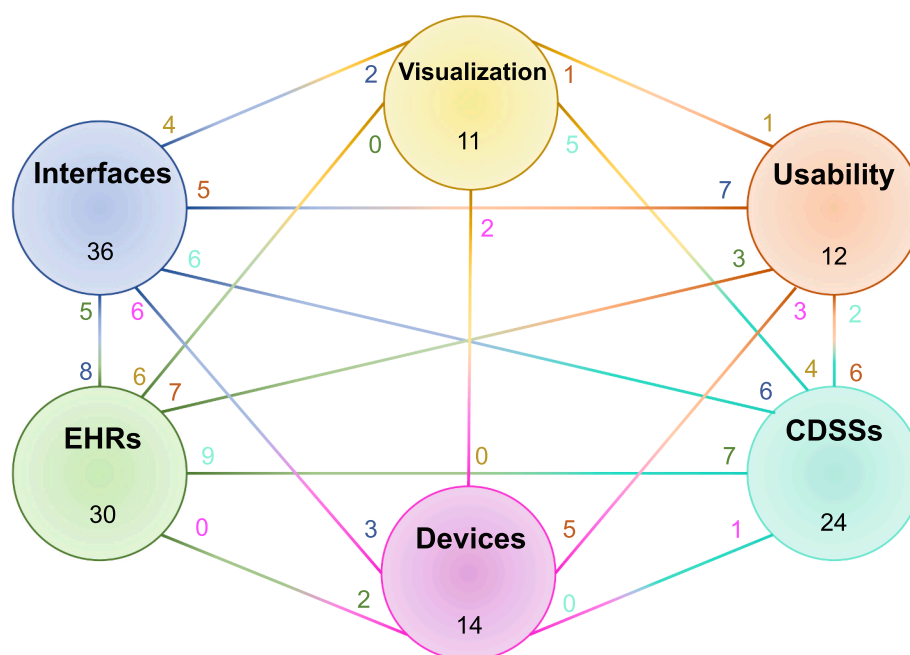 Visualization
2 1
11
4 0 5 1
Interfaces Usability
5 7
2
36 6 3 12
5 6 3 2
8 6 7 6 4 6
EHRs CDSSs
9 0 7
30 24
0 3 Devices 5 1
2 0
14